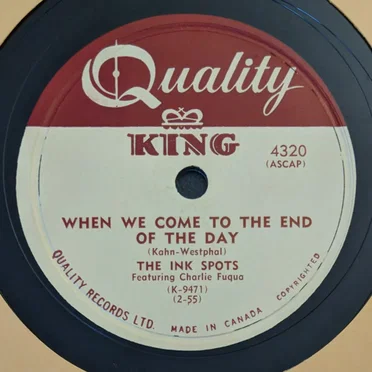 Quality
KING
4320
(ASCAP)
WHEN WE COME TO THE END
OF THE DAY
(Kahn-Westphal)
THE INK SPOTS
Featuring Charlie Fuqua
(K-9471)
(2-55)
QUALITY RECORDS LTD. MADE IN CANADA COPYRIGHTED